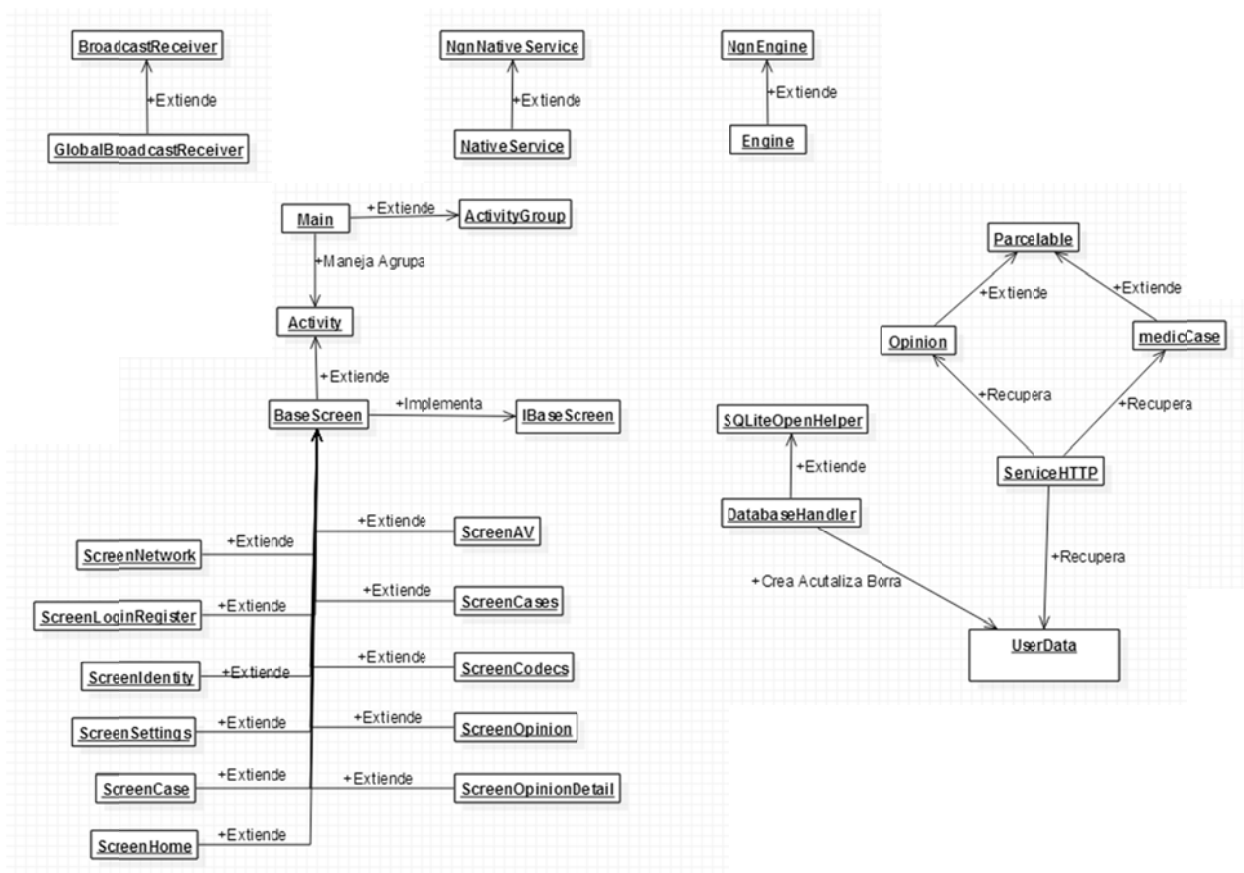 BroadcastReceiver
+Extiende
GlobalBroadcastReceiver
NgnNativeService
+Extiende
NativeService
NgnEngine
+Extiende
Engine
Main
+Extiende
ActivityGroup
+Maneja Agrupa
Activity
+Extiende
BaseScreen
+Implementa
IBaseScreen
+Extiende
ScreenAV
ScreenNetwork
+Extiende
+Extiende
ScreenCases
ScreenLoginRegister
+Extiende
+Extiende
ScreenCodecs
ScreenIdentity
+Extiende
+Extiende
ScreenOpinion
ScreenSettings
+Extiende
+Extiende
ScreenOpinionDetail
ScreenCase
+Extiende
ScreenHome
+Extiende
Parcelable
+Extiende
+Extiende
Opinion
medicCase
+Recupera
+Recupera
ServiceHTTP
SQLiteOpenHelper
+Extiende
DatabaseHandler
+Recupera
+Crea Acutaliza Borra
UserData